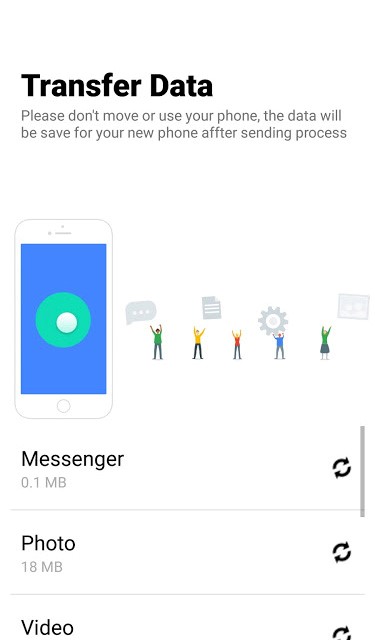 Transfer Data
Please don't move or use your phone, the data will
be save for your new phone affter sending process
Messenger
0.1 MB
Photo
18 MB
Video